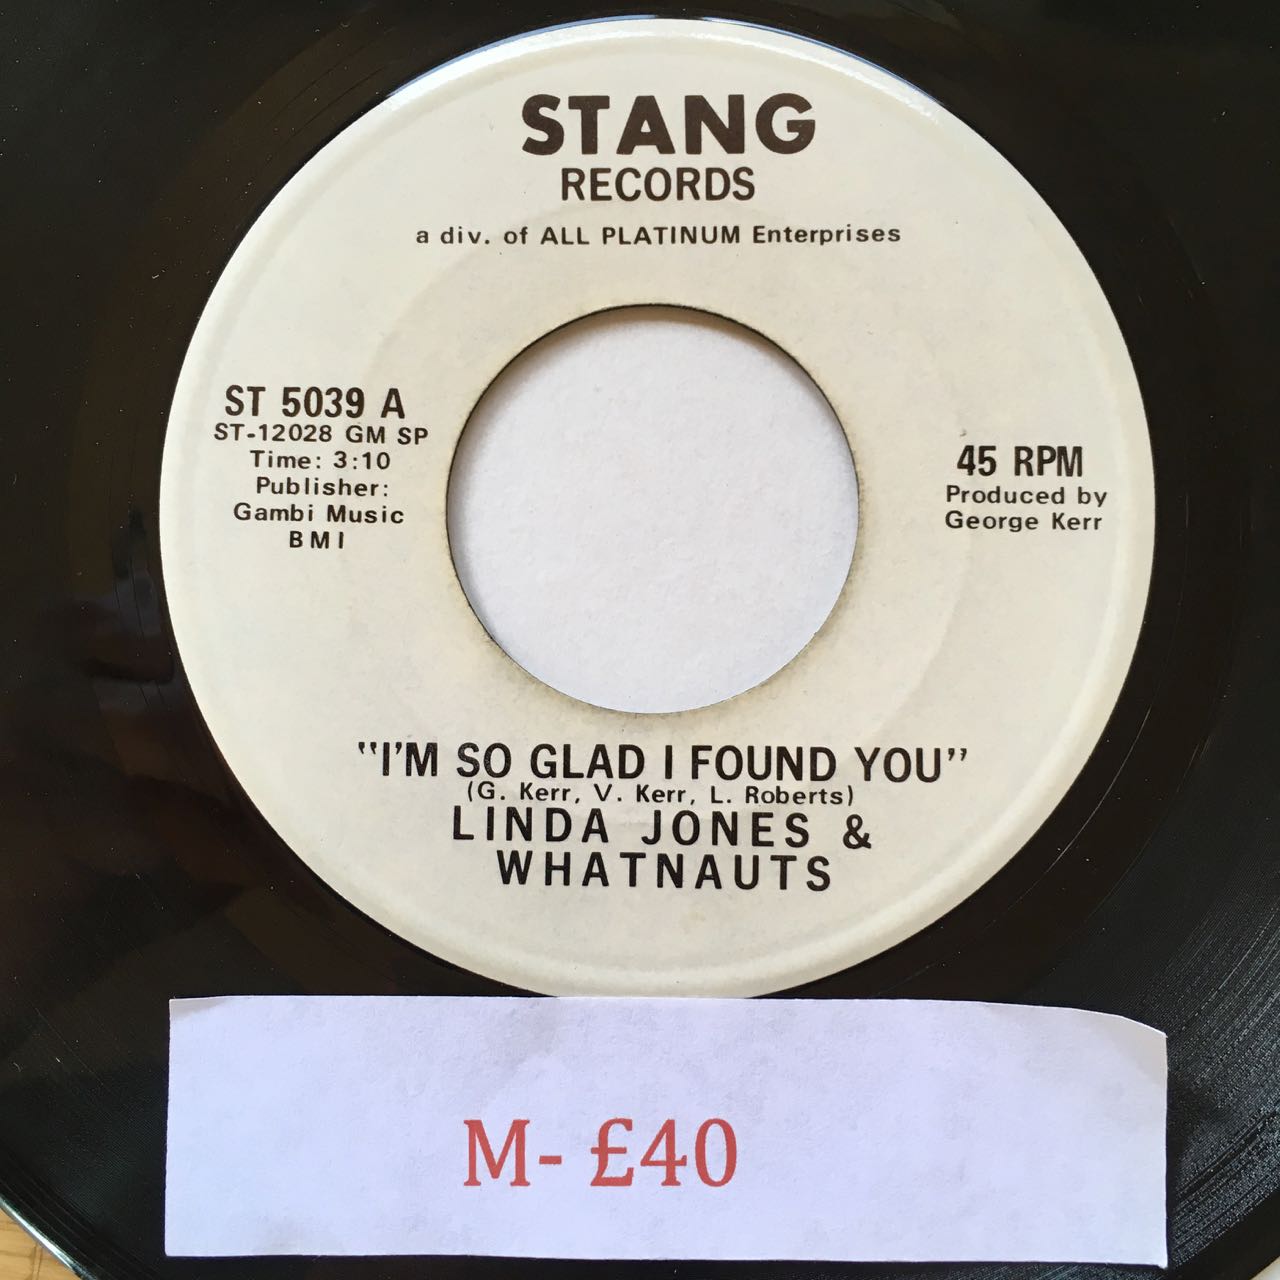 STANG
RECORDS
a div. of ALL PLATINUM Enterprises
ST 5039 A
ST-12028 GM SP
Time: 3:10
Publisher:
Gambi Music
BMI
45 RPM
Produced by
George Kerr
"I'M SO GLAD I FOUND YOU"
(G. Kerr, V. Kerr, L. Roberts)
LINDA JONES &
WHATNAUTS
M- £40